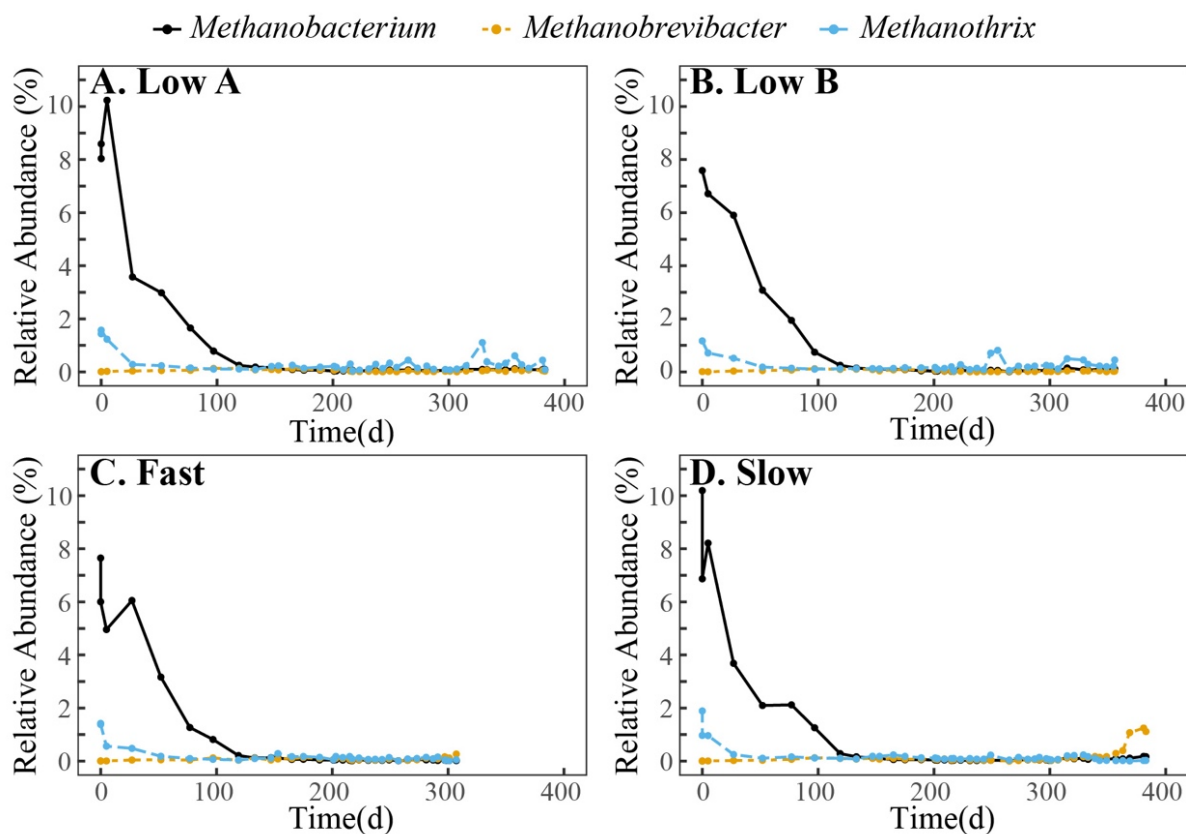 Methanobacterium Methanobrevibacter Methanothrix
A. Low A
Relative Abundance (%)
10
8
6
4
2
0
0 100 200 300 400
Time(d)
B. Low B
Relative Abundance (%)
10
8
6
4
2
0
0 100 200 300 400
Time(d)
C. Fast
Relative Abundance (%)
10
8
6
4
2
0
0 100 200 300 400
Time(d)
D. Slow
Relative Abundance (%)
10
8
6
4
2
0
0 100 200 300 400
Time(d)